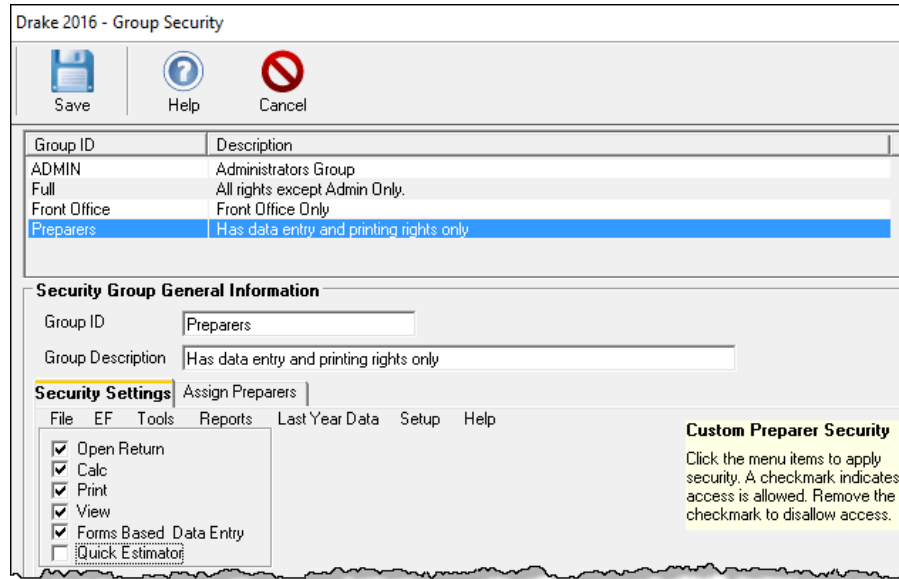 Drake 2016 - Group Security
Save Help Cancel
Group ID Description
ADMIN Administrators Group
Full All rights except Admin Only.
Front Office Front Office Only
Preparers Has data entry and printing rights only
Security Group General Information
Group ID Preparers
Group Description Has data entry and printing rights only
Security Settings Assign Preparers
File EF Tools Reports Last Year Data Setup Help
Open Return
Calc
Print
View
Forms Based Data Entry
Quick Estimator
Custom Preparer Security
Click the menu items to apply
security. A checkmark indicates
access is allowed. Remove the
checkmark to disallow access.